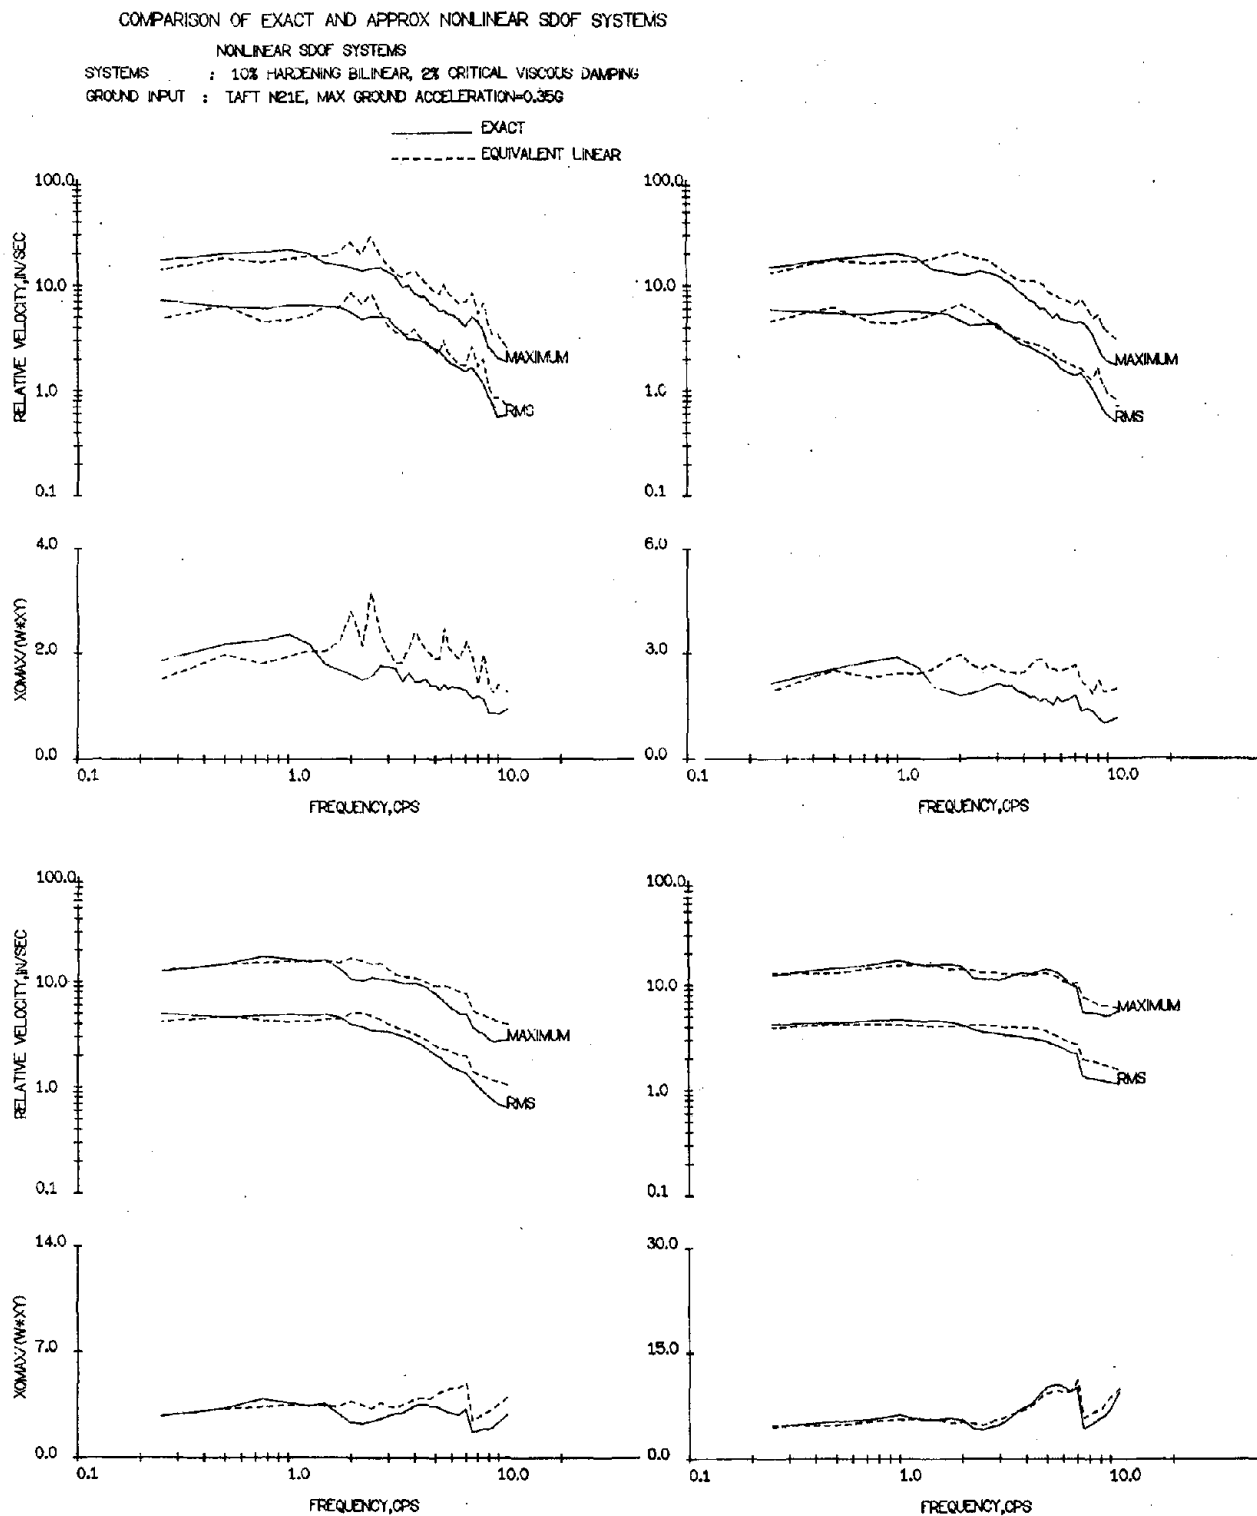 COMPARISON OF EXACT AND APPROX NONLINEAR SDOF SYSTEMS
NONLINEAR SDOF SYSTEMS
SYSTEMS : 10% HARDENING BILINEAR, 2% CRITICAL VISCOUS DAMPING
GROUND INPUT : TAFT N21E, MAX GROUND ACCELERATION=0.35G
EXACT
EQUIVALENT LINEAR
RELATIVE VELOCITY,IN/SEC
100.0
10.0
1.0
0.1
MAXIMUM
RMS
100.0
10.0
1.0
0.1
MAXIMUM
RMS
XOMAX/(W*XY)
4.0
2.0
0.0
0.1
1.0
10.0
FREQUENCY,CPS
6.0
3.0
0.0
0.1
1.0
10.0
FREQUENCY,CPS
RELATIVE VELOCITY,IN/SEC
100.0
10.0
1.0
0.1
MAXIMUM
RMS
100.0
10.0
1.0
0.1
MAXIMUM
RMS
XOMAX/(W*XY)
14.0
7.0
0.0
0.1
1.0
10.0
FREQUENCY,CPS
30.0
15.0
0.0
0.1
1.0
10.0
FREQUENCY,CPS